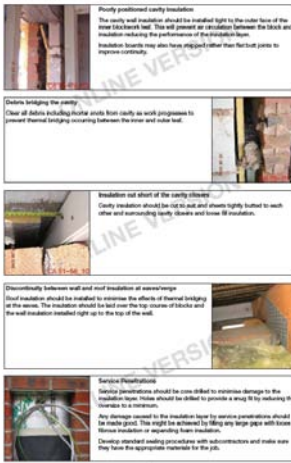 Poorly positioned cavity insulation
The cavity wall insulation should be installed tight to the outer face of the
inner blockwork leaf. This will prevent air circulation between the block and
insulation reducing the performance of the insulation layer.
Insulation boards may also have stepped rather than flat butt joints to
improve continuity.
Debris bridging the cavity
Clear all debris including mortar snots from cavity as work progresses to
prevent thermal bridging occurring between the inner and outer leaf.
Insulation cut short of the cavity closers
Cavity insulation should be cut to suit and sheets tightly butted to each
other and surrounding cavity closers and loose fill insulation.
Discontinuity between wall and roof insulation at eaves/verge
Roof insulation should be installed to minimise the effects of thermal bridging
at the eaves. The insulation should be laid over the top course of blocks and
the wall insulation installed right up to the top of the wall.
Service Penetrations
Service penetrations should be core drilled to minimise damage to the
insulation layer. Holes should be drilled to provide a snug fit by reducing the
oversize to a minimum.
Any damage caused to the insulation layer by service penetrations should
be made good. This might be achieved by filling any large gaps with loose
fibrous insulation or expanding foam insulation.
Develop standard sealing procedures with subcontractors and make sure
they have the appropriate materials for the job.
ONLINE VERSION